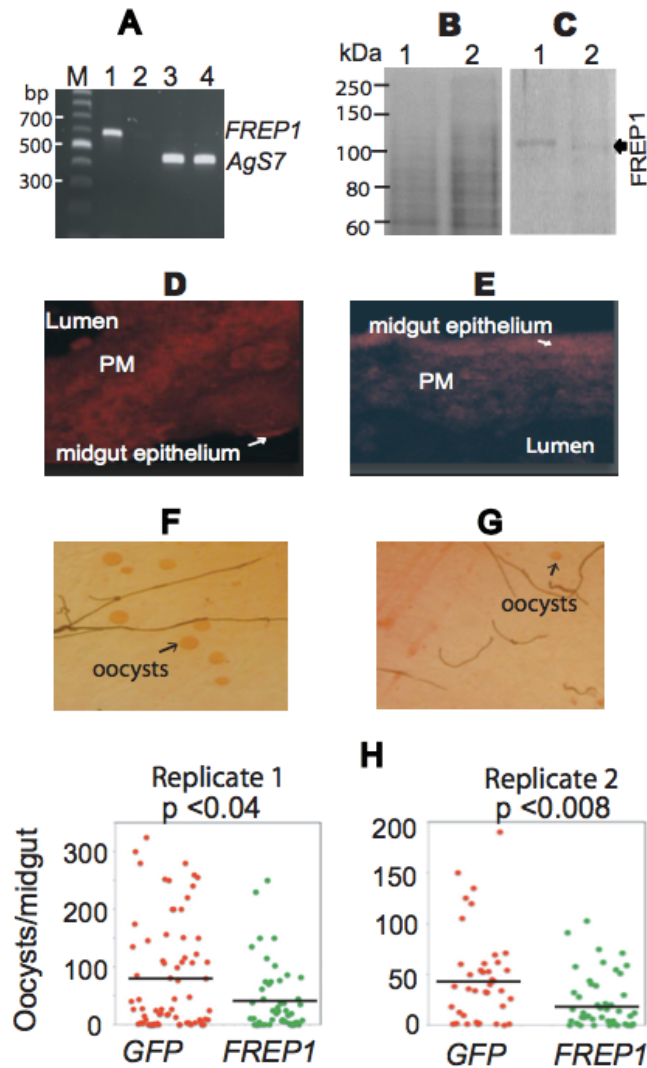 A
B
C
M 1 2 3 4
bp
700
500
300
FREP1
AgS7
kDa
1 2
1 2
250
150
100
80
60
FREP1
D
E
Lumen
PM
midgut epithelium
midgut epithelium
PM
Lumen
F
G
oocysts
oocysts
H
Replicate 1
p <0.04
Oocysts/midgut
300
200
100
0
GFP FREP1
Replicate 2
p <0.008
200
150
100
50
0
GFP FREP1